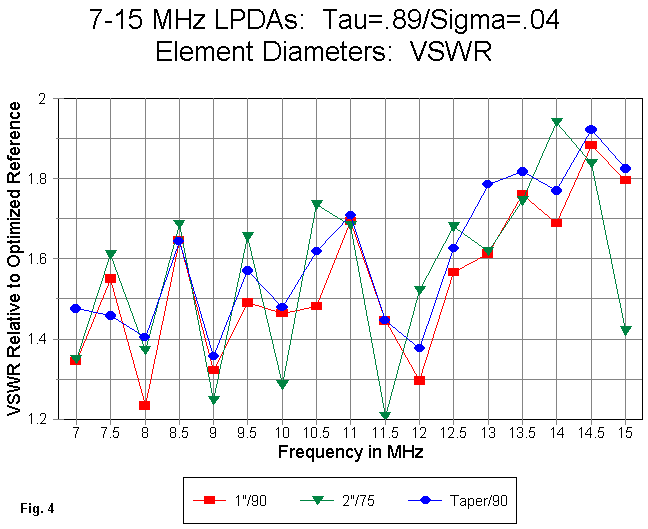 7-15 MHz LPDAs: Tau=.89/Sigma=.04
Element Diameters: VSWR
VSWR Relative to Optimized Reference
2
1.8
1.6
1.4
1.2
7 7.5 8 8.5 9 9.5 10 10.5 11 11.5 12 12.5 13 13.5 14 14.5 15
Frequency in MHz
1"/90 2"/75 Taper/90
Fig. 4